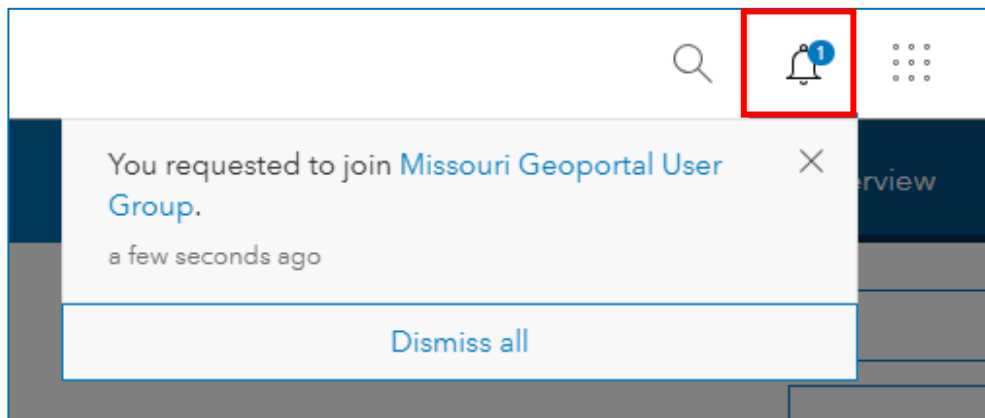 1
You requested to join Missouri Geoportal User
Group.
a few seconds ago
Dismiss all